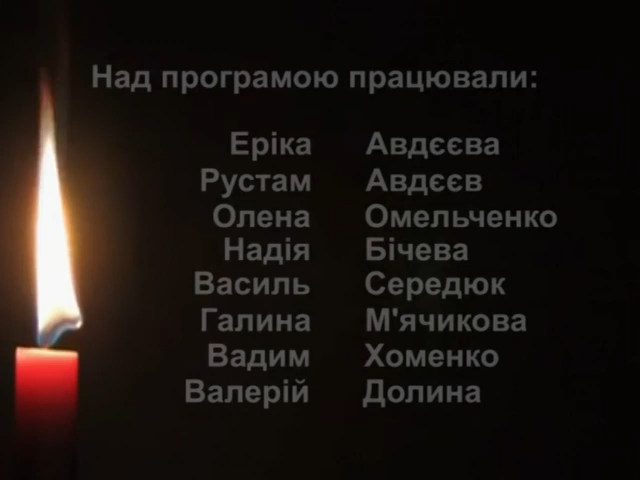 Над програмою працювали:
Еріка Авдєєва
Рустам Авдєєв
Олена Омельченко
Надія Бічева
Василь Середюк
Галина М'ячикова
Вадим Хоменко
Валерій Долина